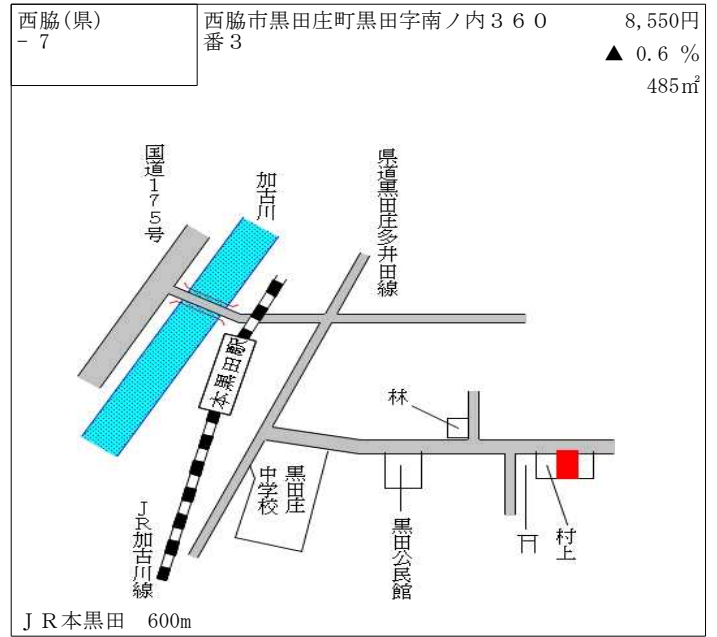 西脇(県)
－ 7
西脇市黒田庄町黒田字南ノ内３６０
番３
8,550円
▲ 0.6 %
485㎡
国道175号
加古川
県道黒田庄多井田線
本黒田駅
林
黒田庄
中学校
黒田公民館
村上
JR加古川線
ＪＲ本黒田　600m